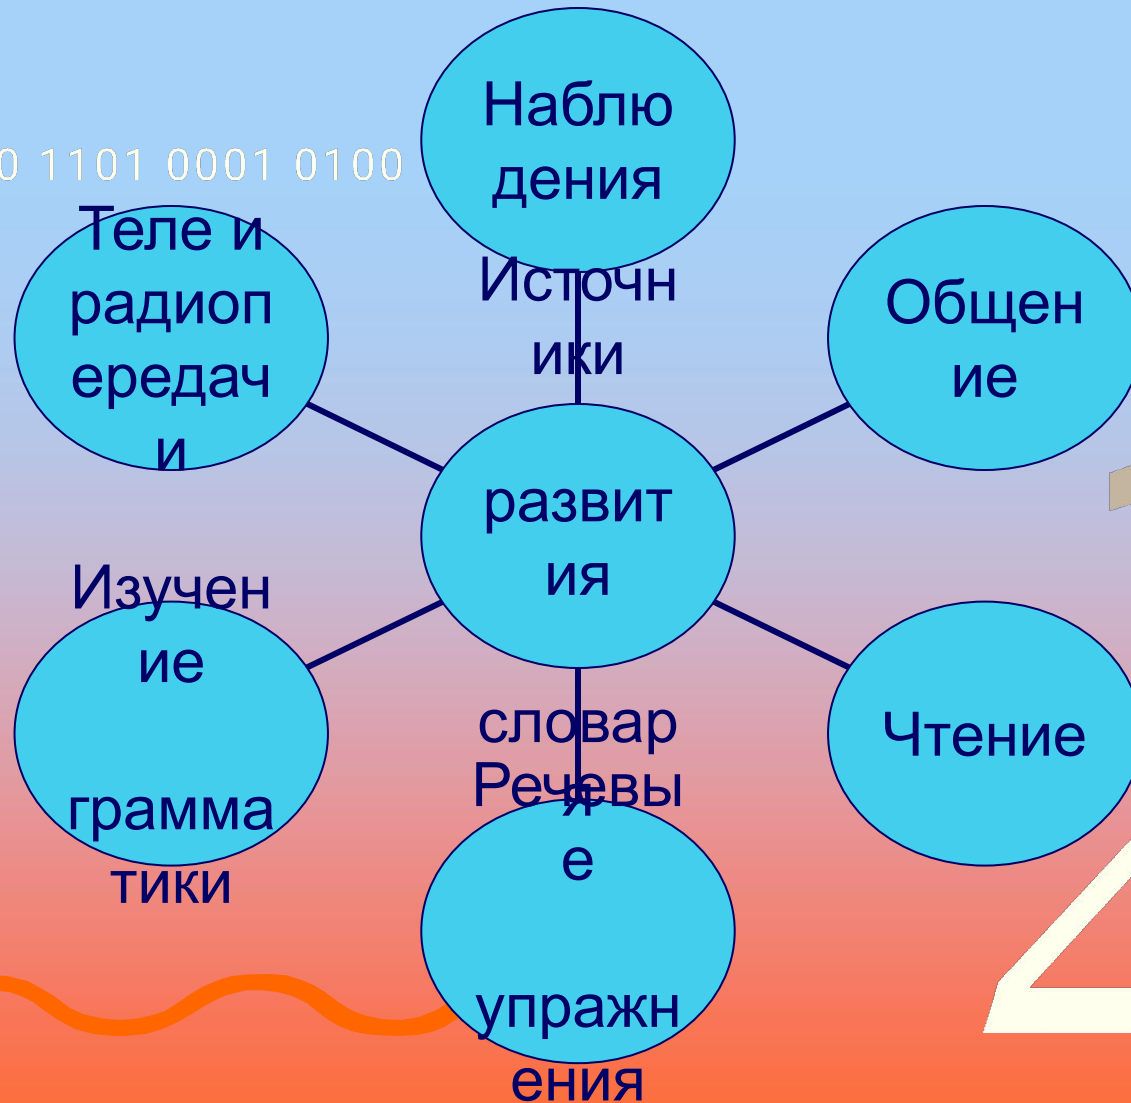 Наблю
дения
0 1101 0001 0100
Теле и
радиоп
ередач
и
Источн
ики
развит
ия
словар
я
Общен
ие
Изучен
ие
грамма
тики
Чтение
Речевы
е
упражн
ения
2